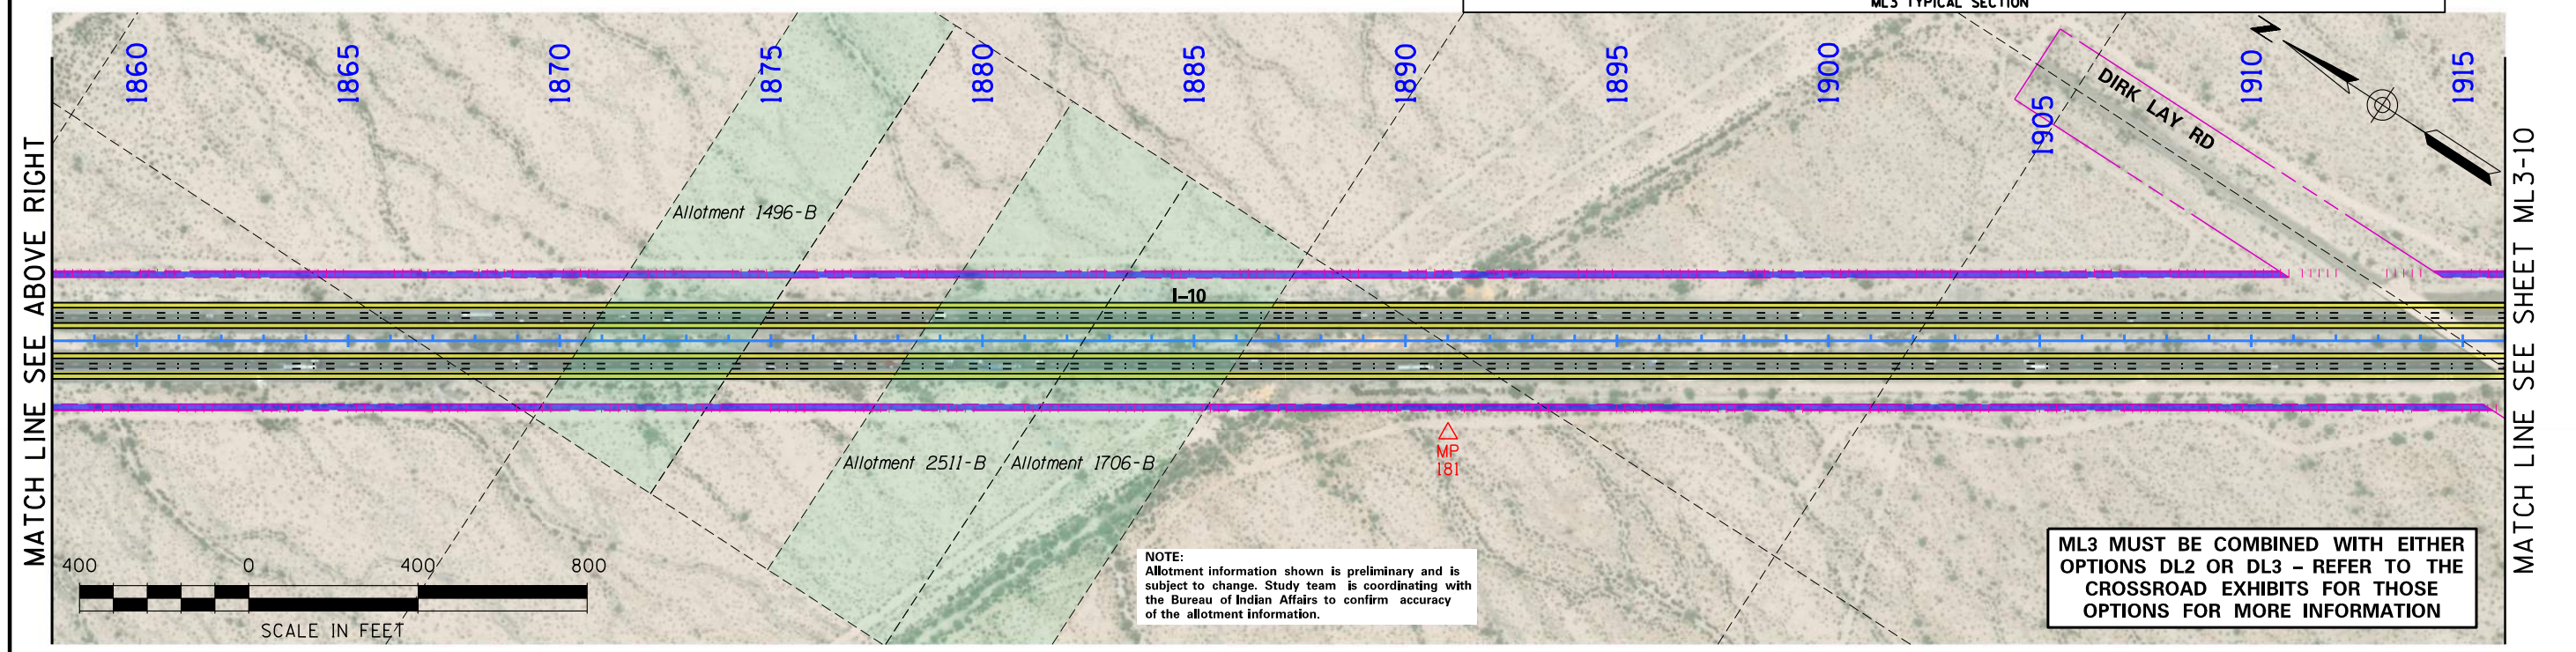 ML3 TYPICAL SECTION
1860
1865
1870
1875
1880
1885
1890
1895
1900
1905
1910
1915
N
DIRK LAY RD
MATCH LINE SEE ABOVE RIGHT
MATCH LINE SEE SHEET ML3-10
Allotment 1496-B
I-10
Allotment 2511-B
Allotment 1706-B
MP
181
400 0 400 800
SCALE IN FEET
NOTE:
Allotment information shown is preliminary and is
subject to change. Study team is coordinating with
the Bureau of Indian Affairs to confirm accuracy
of the allotment information.
ML3 MUST BE COMBINED WITH EITHER
OPTIONS DL2 OR DL3 – REFER TO THE
CROSSROAD EXHIBITS FOR THOSE
OPTIONS FOR MORE INFORMATION